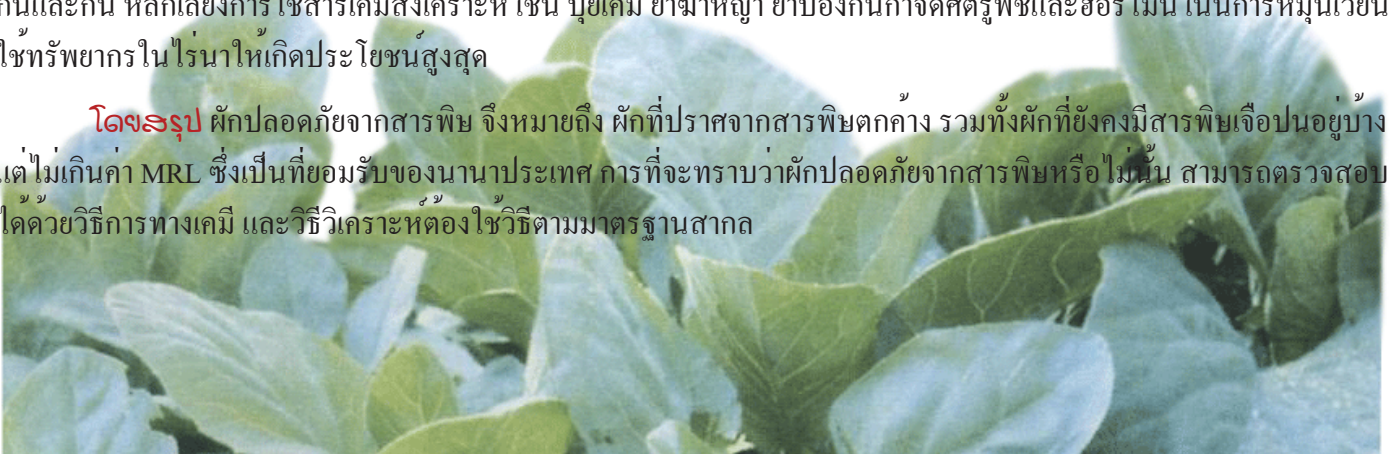 กันและกัน หลีกเลี่ยงการใช้สารเคมีสังเคราะห์ เช่น ปุ๋ยเคมี ยาฆ่าหญ้า ยาป้องกันกำจัดศัตรูพืชและฮอร์โมน เน้นการหมุนเวียน
ใช้ทรัพยากรในไร่นาให้เกิดประโยชน์สูงสุด
โดยสรุป ผักปลอดภัยจากสารพิษ จึงหมายถึง ผักที่ปราศจากสารพิษตกค้าง รวมทั้งผักที่ยังคงมีสารพิษเจือปนอยู่บ้าง
แต่ไม่เกินค่า MRL ซึ่งเป็นที่ยอมรับของนานาประเทศ การที่จะทราบว่าผักปลอดภัยจากสารพิษหรือไม่นั้น สามารถตรวจสอบ
ได้ด้วยวิธีการทางเคมี และวิธีวิเคราะห์ต้องใช้วิธีตามมาตรฐานสากล